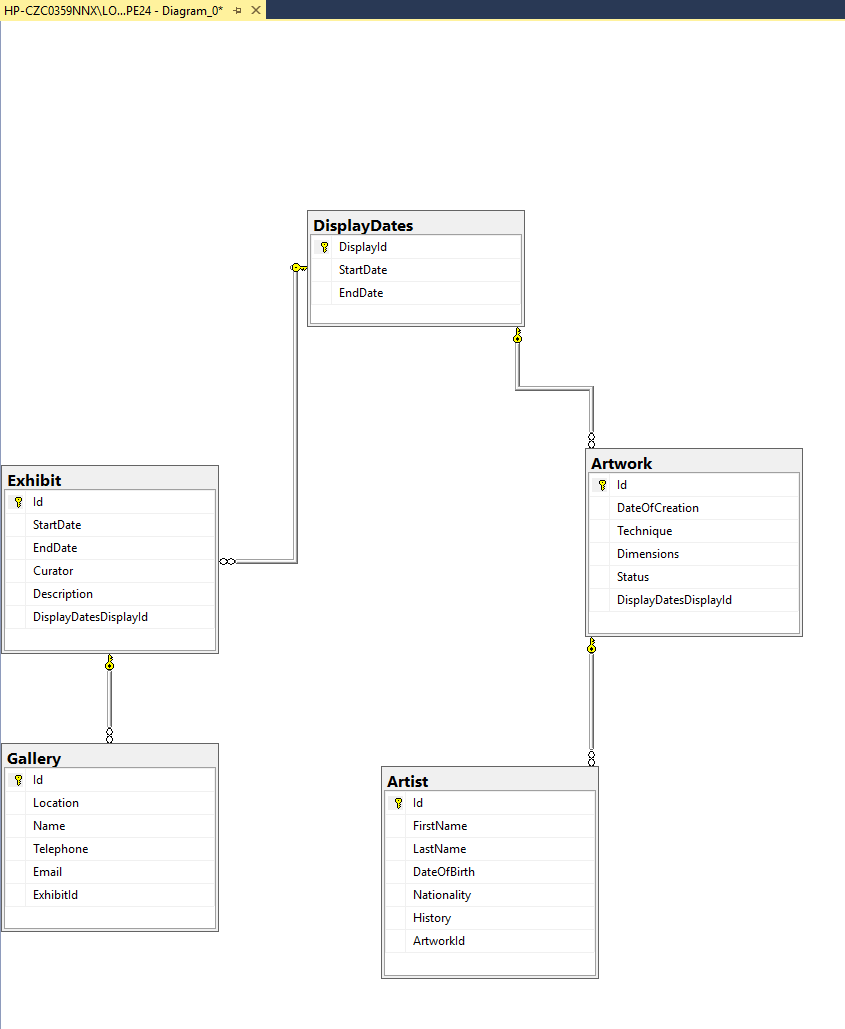 HP-CZC0359NNX\LO...PE24 - Diagram_0*
DisplayDates
DisplayId
StartDate
EndDate
Exhibit
Id
StartDate
EndDate
Curator
Description
DisplayDatesDisplayId
Artwork
Id
DateOfCreation
Technique
Dimensions
Status
DisplayDatesDisplayId
Gallery
Id
Location
Name
Telephone
Email
ExhibitId
Artist
Id
FirstName
LastName
DateOfBirth
Nationality
History
ArtworkId